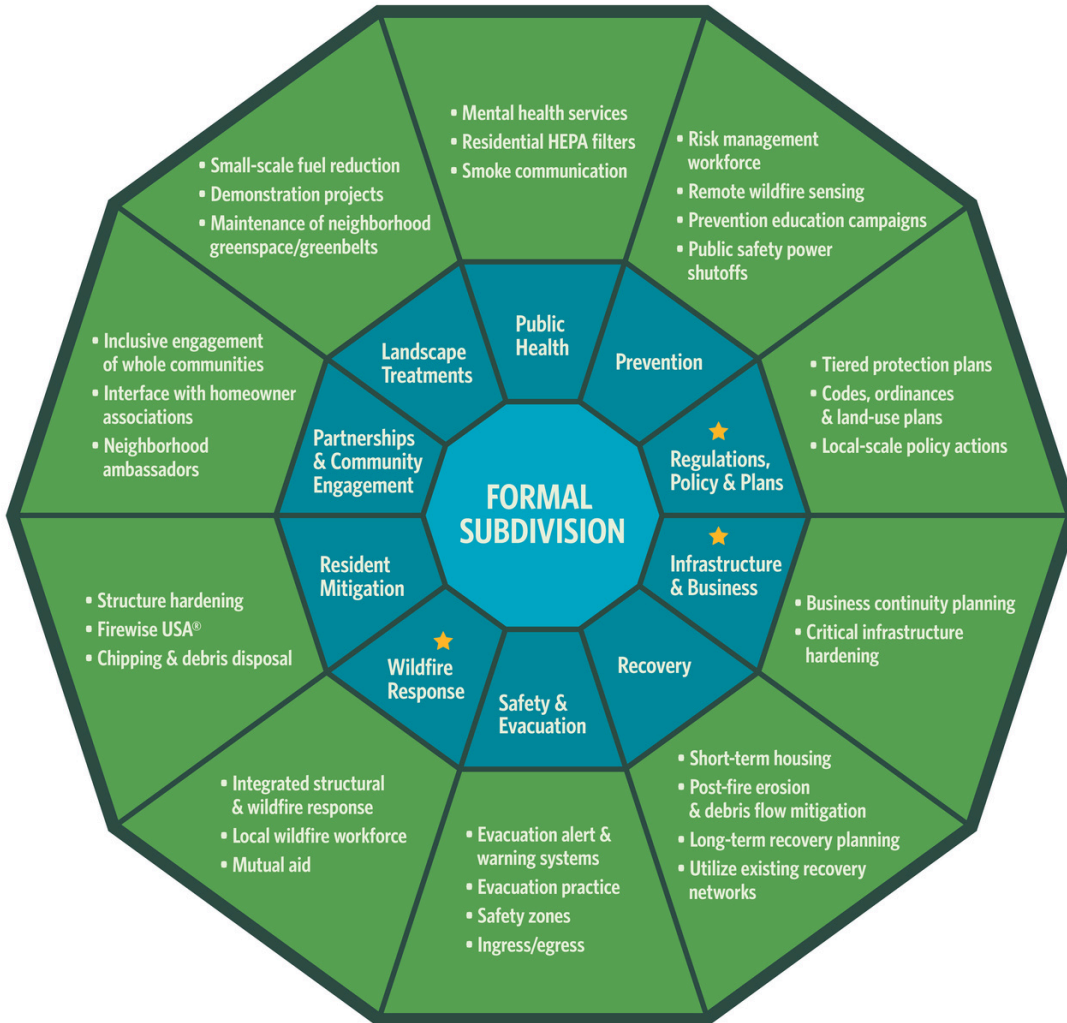 FORMAL
SUBDIVISION
Public
Health
• Mental health services
• Residential HEPA filters
• Smoke communication
Prevention
• Risk management
workforce
• Remote wildfire sensing
• Prevention education campaigns
• Public safety power
shutoffs
Regulations,
Policy & Plans
• Tiered protection plans
• Codes, ordinances
& land-use plans
• Local-scale policy actions
Infrastructure
& Business
• Business continuity planning
• Critical infrastructure
hardening
Recovery
• Short-term housing
• Post-fire erosion
& debris flow mitigation
• Long-term recovery planning
• Utilize existing recovery
networks
Safety &
Evacuation
• Evacuation alert &
warning systems
• Evacuation practice
• Safety zones
• Ingress/egress
Wildfire
Response
• Integrated structural
& wildfire response
• Local wildfire workforce
• Mutual aid
Resident
Mitigation
• Structure hardening
• Firewise USA®
• Chipping & debris disposal
Partnerships
& Community
Engagement
• Inclusive engagement
of whole communities
• Interface with homeowner
associations
• Neighborhood
ambassadors
Landscape
Treatments
• Small-scale fuel reduction
• Demonstration projects
• Maintenance of neighborhood
greenspace/greenbelts